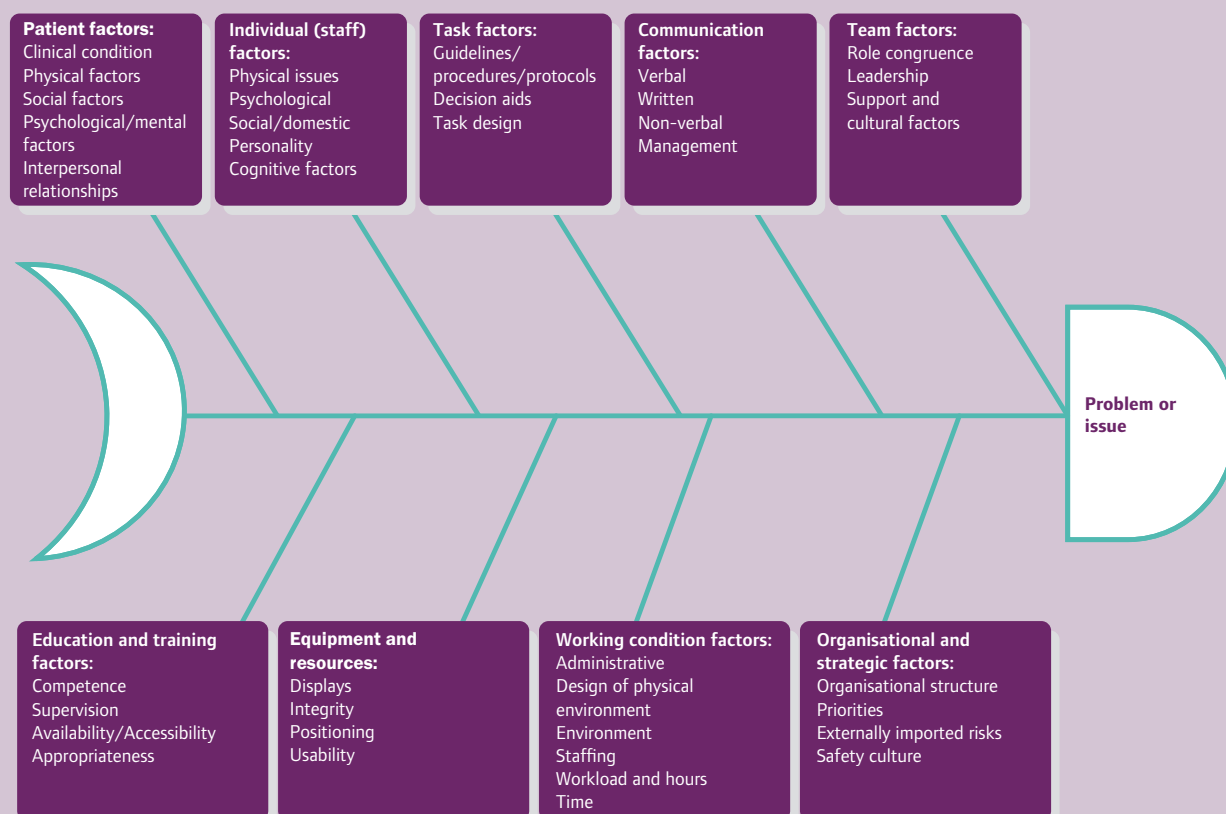 Patient factors:
Clinical condition
Physical factors
Social factors
Psychological/mental
factors
Interpersonal
relationships
Individual (staff)
factors:
Physical issues
Psychological
Social/domestic
Personality
Cognitive factors
Task factors:
Guidelines/
procedures/protocols
Decision aids
Task design
Communication
factors:
Verbal
Written
Non-verbal
Management
Team factors:
Role congruence
Leadership
Support and
cultural factors
Problem or
issue
Education and training
factors:
Competence
Supervision
Availability/Accessibility
Appropriateness
Equipment and
resources:
Displays
Integrity
Positioning
Usability
Working condition factors:
Administrative
Design of physical
environment
Environment
Staffing
Workload and hours
Time
Organisational and
strategic factors:
Organisational structure
Priorities
Externally imported risks
Safety culture